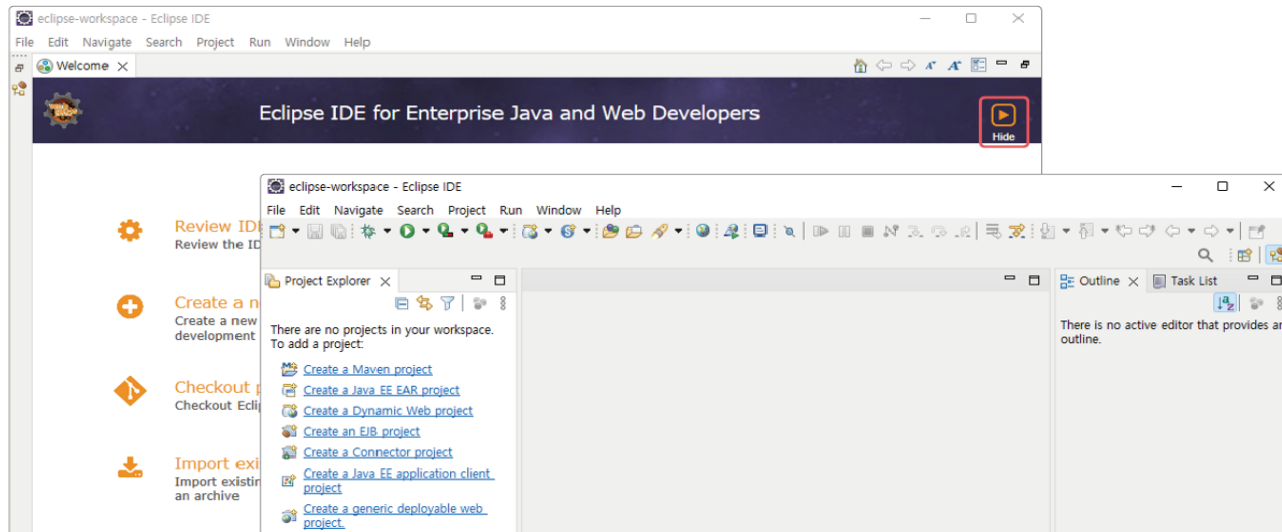 eclipse-workspace - Eclipse IDE
File Edit Navigate Search Project Run Window Help
Welcome
Eclipse IDE for Enterprise Java and Web Developers
Hide
Review ID
Review the ID
Create a n
Create a new
development
Checkout p
Checkout Ecli
Import exi
Import existin
an archive
eclipse-workspace - Eclipse IDE
File Edit Navigate Search Project Run Window Help
Project Explorer
There are no projects in your workspace.
To add a project:
Create a Maven project
Create a Java EE EAR project
Create a Dynamic Web project
Create an EJB project
Create a Connector project
Create a Java EE application client
project
Create a generic deployable web
project.
Outline Task List
There is no active editor that provides an
outline.